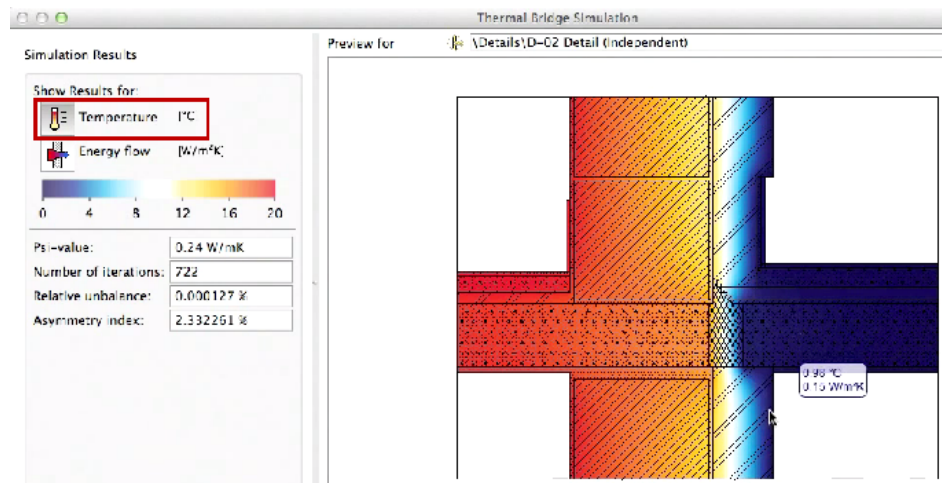 Thermal Bridge Simulation
Simulation Results
Preview for
\Details\D-02 Detail (Independent)
Show Results for:
Temperature [°C
Energy flow [W/m²K]
0 4 8 12 16 20
Psi-value: 0.24 W/mK
Number of iterations: 722
Relative unbalance: 0.000127 %
Asymmetry index: 2.332261 %
0.98 °C
0.15 W/m²K